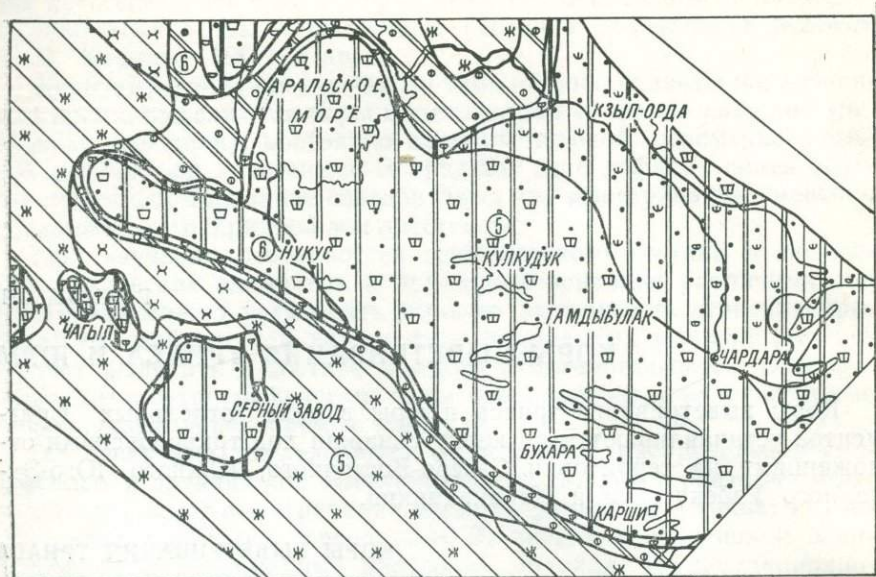 6
АРАЛЬСКОЕ
МОРЕ
КЗЫЛ-ОРДА
5
6
НУКУС
КУЛКУДУК
ТАМДЫБУЛАК
ЧАГЫЛ
ЧАРДАРА
СЕРНЫЙ ЗАВОД
БУХАРА
5
КАРШИ